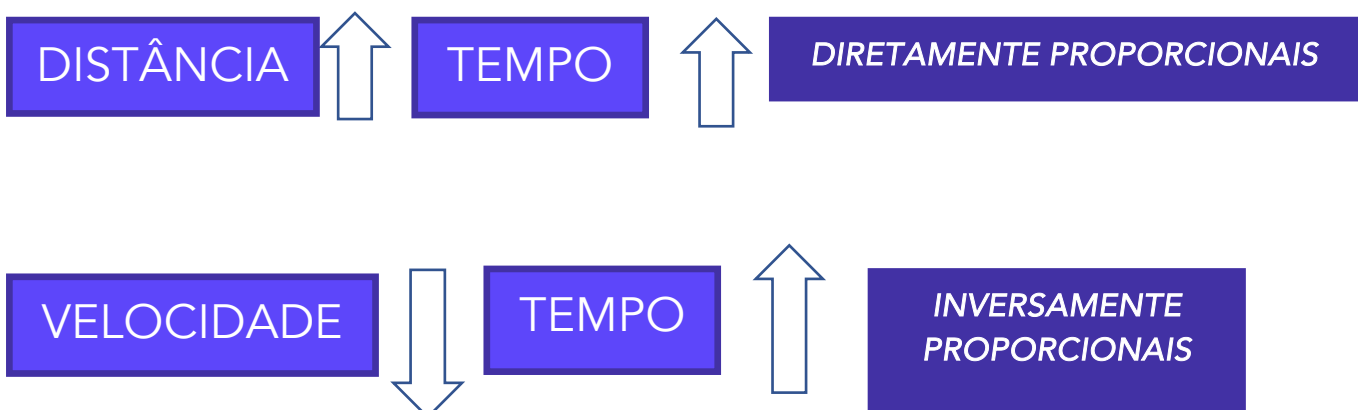 DISTÂNCIA TEMPO DIRETAMENTE PROPORCIONAIS
VELOCIDADE TEMPO INVERSAMENTE
PROPORCIONAIS